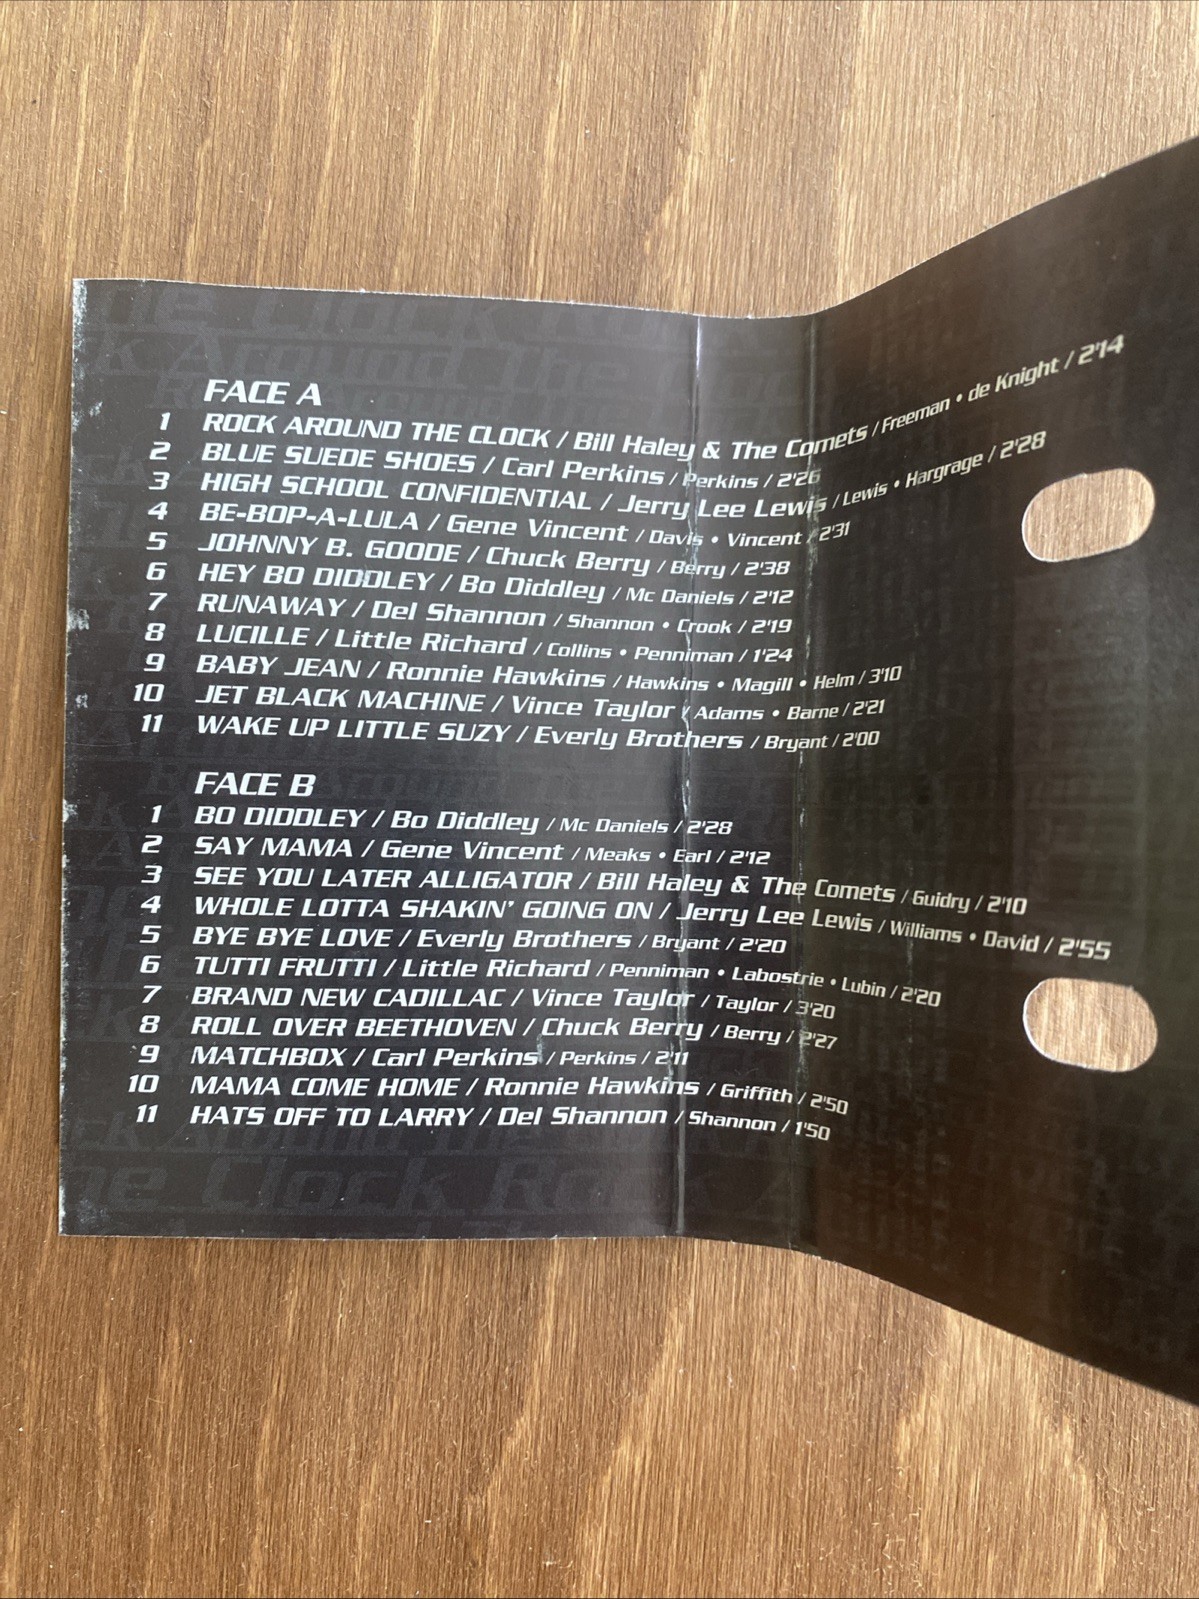 FACE A
1 ROCK AROUND THE CLOCK / Bill Haley & The Comets / Freeman • de Knight / 2'14
2 BLUE SUEDE SHOES / Carl Perkins / Perkins / 2'26
3 HIGH SCHOOL CONFIDENTIAL / Jerry Lee Lewis / Lewis • Hargrage / 2'28
4 BE-BOP-A-LULA / Gene Vincent / Davis • Vincent / 2'31
5 JOHNNY B. GOODE / Chuck Berry / Berry / 2'38
6 HEY BO DIDDLEY / Bo Diddley / Mc Daniels / 2'12
7 RUNAWAY / Del Shannon / Shannon • Crook / 2'19
8 LUCILLE / Little Richard / Collins • Penniman / 1'24
9 BABY JEAN / Ronnie Hawkins / Hawkins • Magill • Helm / 3'10
10 JET BLACK MACHINE / Vince Taylor / Adams • Barne / 2'21
11 WAKE UP LITTLE SUZY / Everly Brothers / Bryant / 2'00
FACE B
1 BO DIDDLEY / Bo Diddley / Mc Daniels / 2'28
2 SAY MAMA / Gene Vincent / Meaks • Earl / 2'12
3 SEE YOU LATER ALLIGATOR / Bill Haley & The Comets / Guidry / 2'10
4 WHOLE LOTTA SHAKIN' GOING ON / Jerry Lee Lewis / Williams • David / 2'55
5 BYE BYE LOVE / Everly Brothers / Bryant / 2'20
6 TUTTI FRUTTI / Little Richard / Penniman • Labostrie • Lubin / 2'20
7 BRAND NEW CADILLAC / Vince Taylor / Taylor / 3'20
8 ROLL OVER BEETHOVEN / Chuck Berry / Berry / 2'27
9 MATCHBOX / Carl Perkins / Perkins / 2'11
10 MAMA COME HOME / Ronnie Hawkins / Griffith / 2'50
11 HATS OFF TO LARRY / Del Shannon / Shannon / 1'50